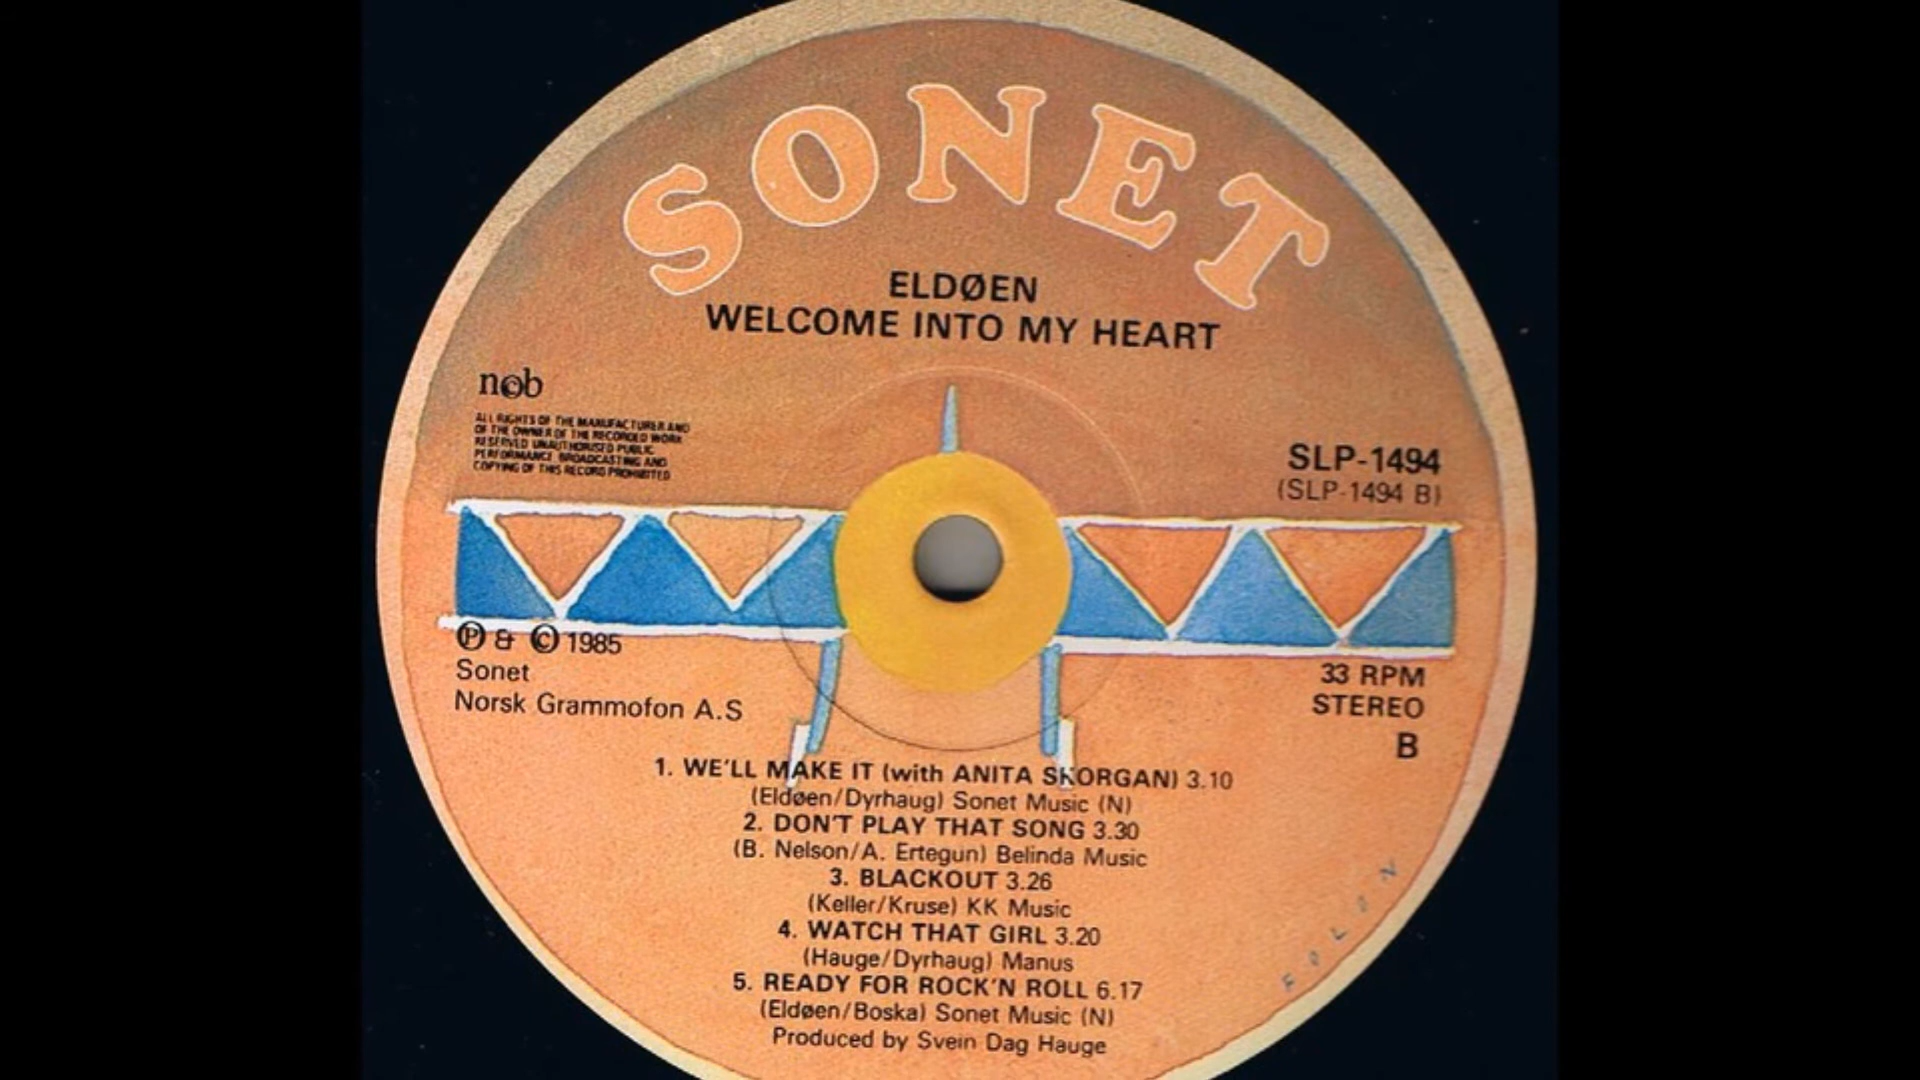 SONET
ELDØEN
WELCOME INTO MY HEART
n©b
ALL RIGHTS OF THE MANUFACTURER AND
OF THE OWNER OF THE RECORDED WORK
RESERVED UNAUTHORISED PUBLIC
PERFORMANCE BROADCASTING AND
COPYING OF THIS RECORD PROHIBITED
SLP-1494
(SLP-1494 B)
Ⓟ & © 1985
Sonet
Norsk Grammofon A.S
33 RPM
STEREO
B
1. WE'LL MAKE IT (with ANITA SKORGAN) 3.10
(Eldøen/Dyrhaug) Sonet Music (N)
2. DON'T PLAY THAT SONG 3.30
(B. Nelson/A. Ertegun) Belinda Music
3. BLACKOUT 3.26
(Keller/Kruse) KK Music
4. WATCH THAT GIRL 3.20
(Hauge/Dyrhaug) Manus
5. READY FOR ROCK'N ROLL 6.17
(Eldøen/Boska) Sonet Music (N)
Produced by Svein Dag Hauge
FOLON